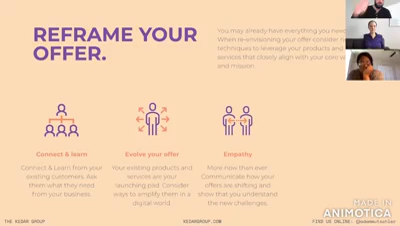 REFRAME YOUR
OFFER.
You may already have everything you need
When re-envisioning your offer consider
techniques to leverage your products and
services that closely align with your core
and mission.
Connect & learn
Connect & Learn from your
existing customers. Ask
them what they need
from your business.
Evolve your offer
Your existing products and
services are your
launching pad. Consider
ways to amplify them in a
digital world.
Empathy
More now than ever.
Communicate how your
offers are shifting and
show that you understand
the new challenges.
MADE IN
ANIMOTICA
THE KEDAR GROUP
KEDARGROUP.COM
FIND US ONLINE: